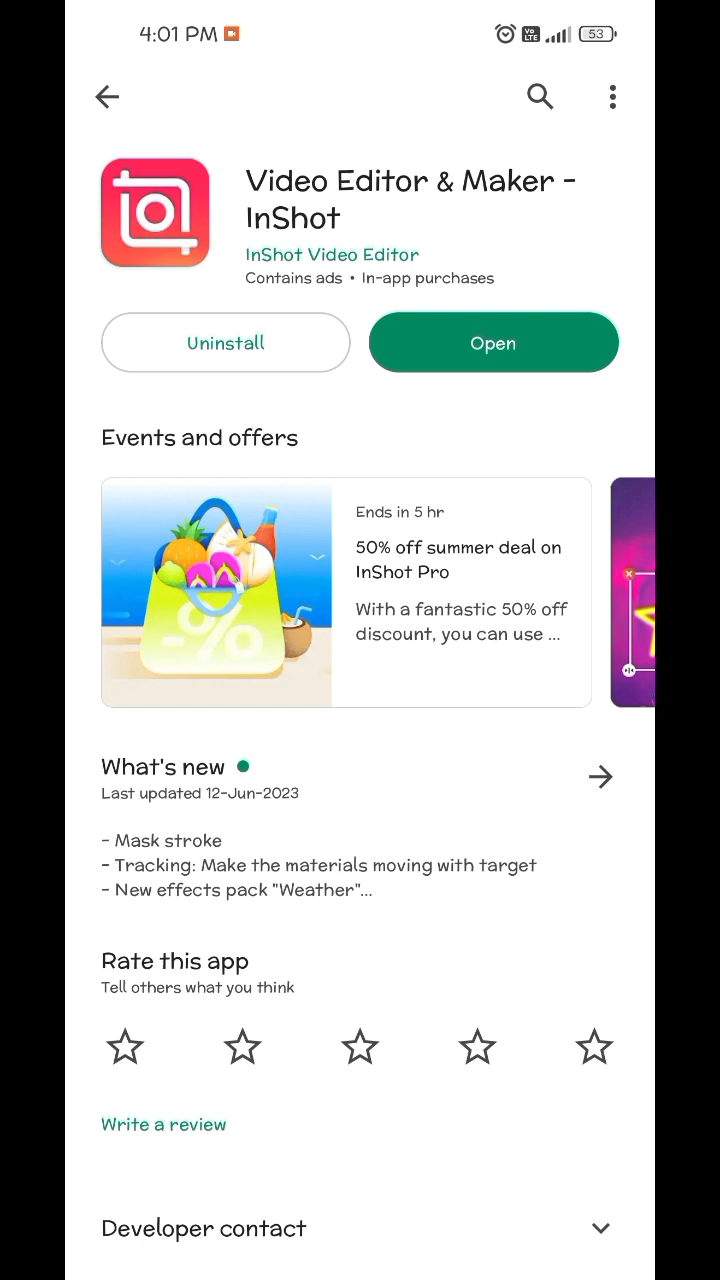 4:01 PM
Vo
LTE
53
Video Editor & Maker -
InShot
InShot Video Editor
Contains ads • In-app purchases
Uninstall
Open
Events and offers
Ends in 5 hr
50% off summer deal on
InShot Pro
With a fantastic 50% off
discount, you can use ...
-%
What's new
Last updated 12-Jun-2023
- Mask stroke
- Tracking: Make the materials moving with target
- New effects pack "Weather"...
Rate this app
Tell others what you think
Write a review
Developer contact